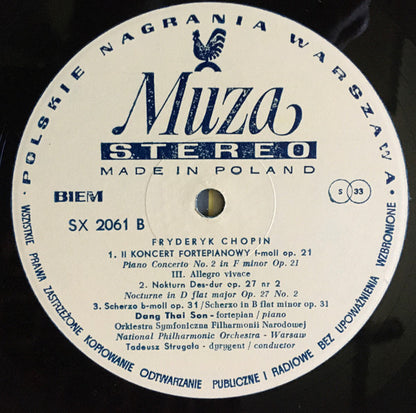 · POLSKIE NAGRANIA WARSZAWA ·
Muza
STEREO
MADE IN POLAND
BIEM
S 33
SX 2061 B
FRYDERYK CHOPIN
1. II KONCERT FORTEPIANOWY f-moll op. 21
Piano Concerto No. 2 in F minor Op. 21
III. Allegro vivace
2. Nokturn Des-dur op. 27 nr 2
Nocturne in D flat major Op. 27 No. 2
3. Scherzo b-moll op. 31 / Scherzo in B flat minor op. 31
Dang Thai Son - fortepian / piano
Orkiestra Symfoniczna Filharmonii Narodowej
National Philharmonic Orchestra - Warsaw
Tadeusz Strugała - dyrygent / conductor
WSZYSTKIE PRAWA ZASTRZEŻONE KOPIOWANIE ODTWARZANIE PUBLICZNE I RADIOWE BEZ UPOWAŻNIENIA WZBRONIONE